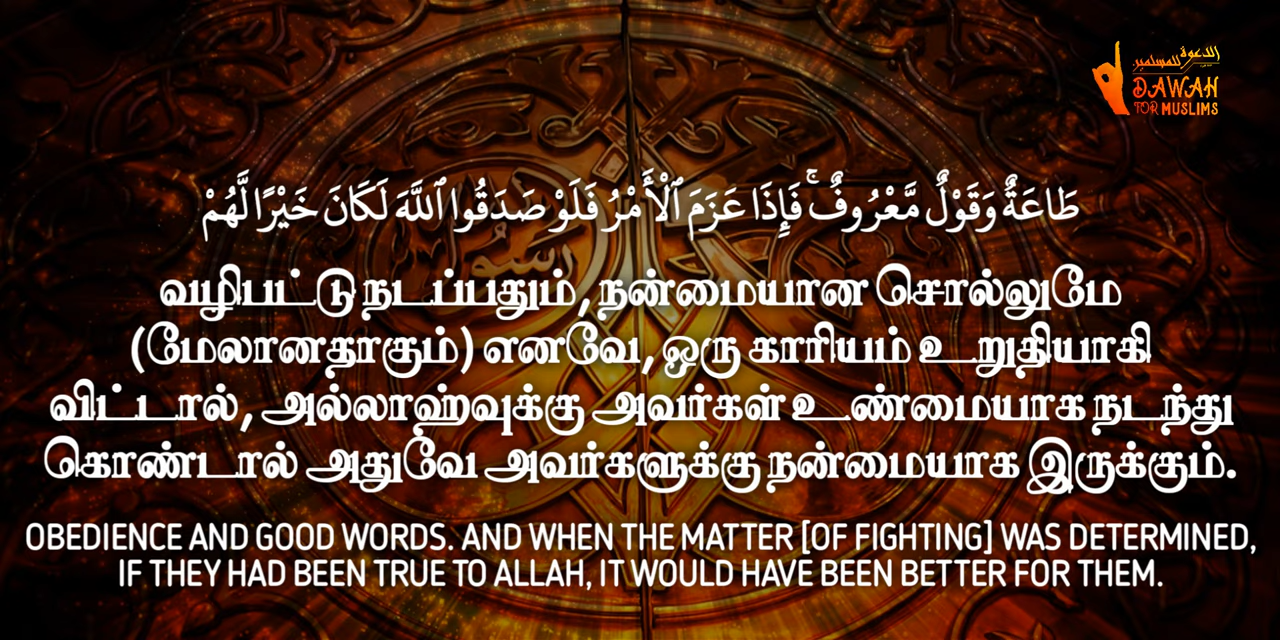 الدعوة للمسلمين
DAWAH
FOR MUSLIMS
طَاعَةٌ وَقَوْلٌ مَّعْرُوفٌ ۚ فَإِذَا عَزَمَ ٱلْأَمْرُ فَلَوْ صَدَقُوا ٱللَّهَ لَكَانَ خَيْرًا لَّهُمْ
வழிபட்டு நடப்பதும், நன்மையான சொல்லுமே
(மேலானதாகும்) எனவே, ஒரு காரியம் உறுதியாகி
விட்டால், அல்லாஹ்வுக்கு அவர்கள் உண்மையாக நடந்து
கொண்டால் அதுவே அவர்களுக்கு நன்மையாக இருக்கும்.
OBEDIENCE AND GOOD WORDS. AND WHEN THE MATTER [OF FIGHTING] WAS DETERMINED,
IF THEY HAD BEEN TRUE TO ALLAH, IT WOULD HAVE BEEN BETTER FOR THEM.